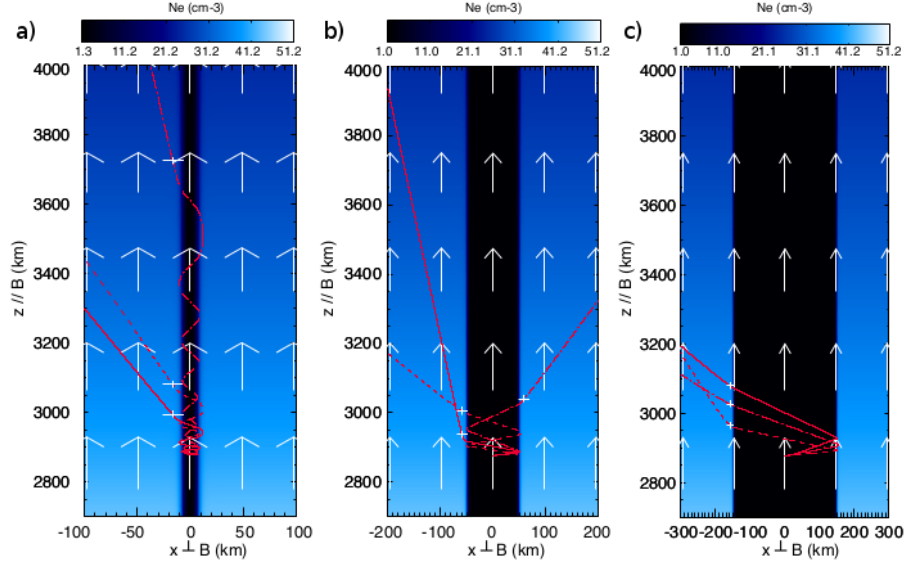 Ne (cm-3) Ne (cm-3) Ne (cm-3)
a) b) c)
1.3 11.2 21.2 31.2 41.2 51.2 1.0 11.0 21.1 31.1 41.2 51.2 1.0 11.0 21.1 31.1 41.2 51.2
4000 4000 4000
3800 3800 3800
3600 3600 3600
3400 3400 3400
3200 3200 3200
3000 3000 3000
2800 2800 2800
z // B (km) z // B (km) z // B (km)
-100 -50 0 50 100 -200 -100 0 100 200 -300 -200 -100 0 100 200 300
x ⊥ B (km) x ⊥ B (km) x ⊥ B (km)